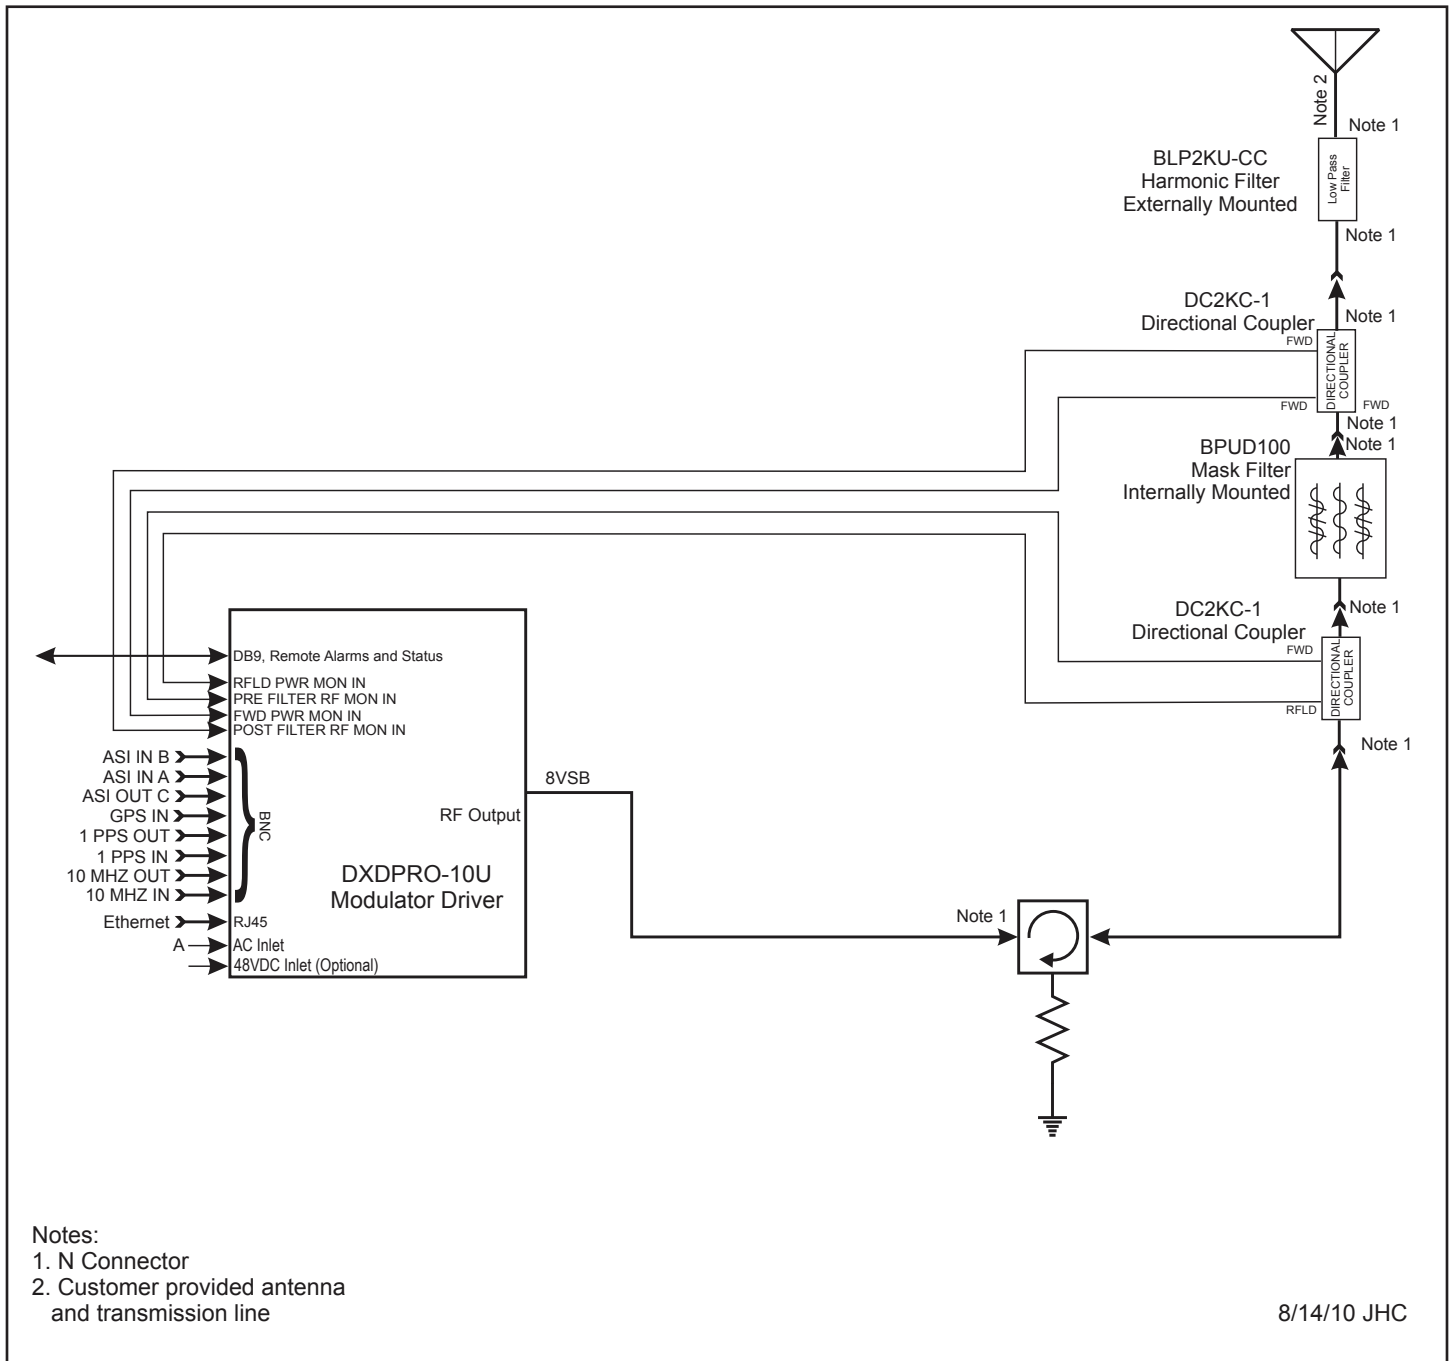 Note 2
Note 1
BLP2KU-CC
Harmonic Filter
Externally Mounted
Low Pass
Filter
Note 1
DC2KC-1
Directional Coupler
Note 1
FWD
DIRECTIONAL
COUPLER
FWD
FWD
Note 1
Note 1
BPUD100
Mask Filter
Internally Mounted
Note 1
DC2KC-1
Directional Coupler
FWD
DIRECTIONAL
COUPLER
RFLD
Note 1
DB9, Remote Alarms and Status
RFLD PWR MON IN
PRE FILTER RF MON IN
FWD PWR MON IN
POST FILTER RF MON IN
ASI IN B
ASI IN A
ASI OUT C
GPS IN
1 PPS OUT
1 PPS IN
10 MHZ OUT
10 MHZ IN
BNC
Ethernet
RJ45
A
AC Inlet
48VDC Inlet (Optional)
8VSB
RF Output
DXDPRO-10U
Modulator Driver
Note 1
Notes:
1. N Connector
2. Customer provided antenna
and transmission line
8/14/10 JHC